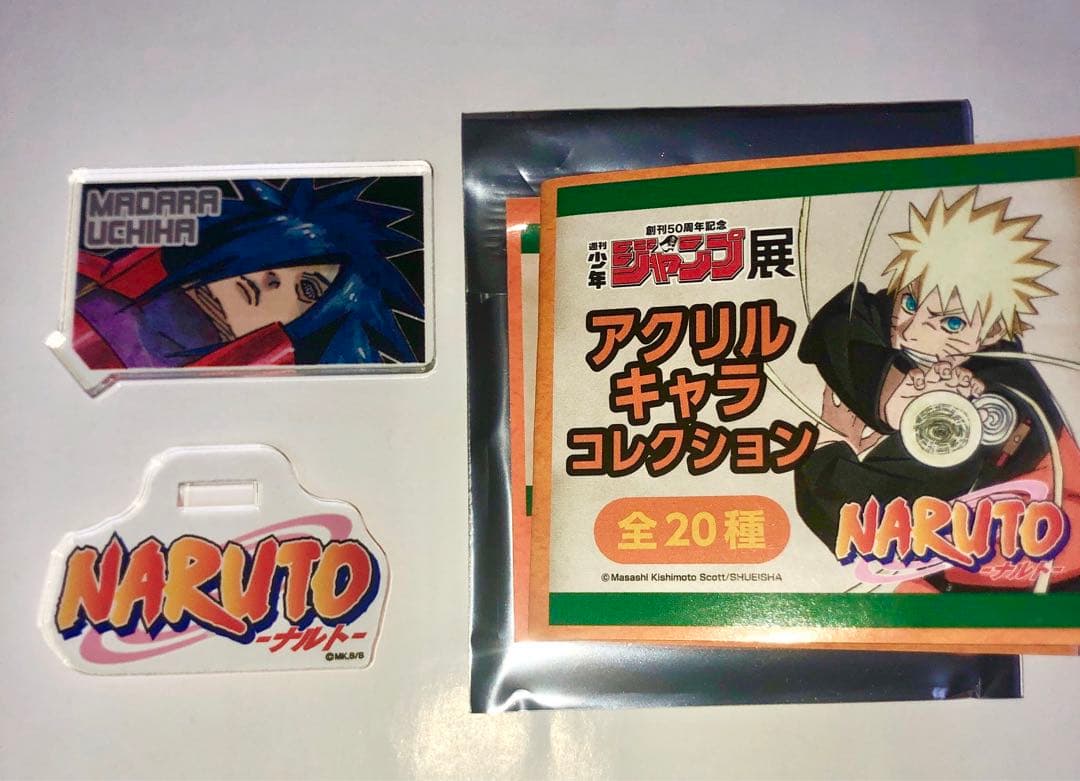 MADARA
UCHIHA
NARUTO
-ナルト-
©MK,B/B
創刊50周年記念
週刊
少年
ジャンプ展
アクリル
キャラ
コレクション
全20種
©Masashi Kishimoto Scott/SHUEISHA
NARUTO
-ナルト-